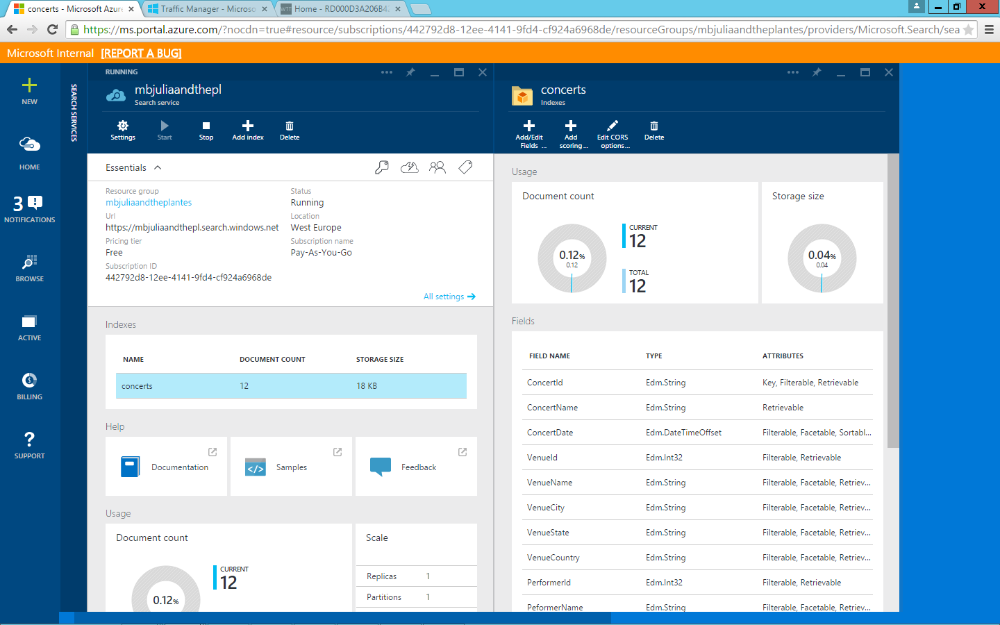 concerts - Microsoft Azure
Traffic Manager - Microso
Home - RD000D3A206B42
https://ms.portal.azure.com/?nocdn=true#resource/subscriptions/442792d8-12ee-4141-9fd4-cf924a6968de/resourceGroups/mbjuliaandtheplantes/providers/Microsoft.Search/sea
Microsoft Internal [REPORT A BUG]
NEW
HOME
3
NOTIFICATIONS
BROWSE
ACTIVE
BILLING
SUPPORT
SEARCH SERVICES
RUNNING
mbjuliaandthepl
Search service
Settings
Start
Stop
Add index
Delete
Essentials
Resource group
mbjuliaandtheplantes
Url
https://mbjuliaandthepl.search.windows.net
Pricing tier
Free
Subscription ID
442792d8-12ee-4141-9fd4-cf924a6968de
Status
Running
Location
West Europe
Subscription name
Pay-As-You-Go
All settings
Indexes
NAME DOCUMENT COUNT STORAGE SIZE
concerts 12 18 KB
Help
Documentation
Samples
Feedback
Usage
Document count
0.12%
CURRENT
12
Scale
Replicas 1
Partitions 1
concerts
Indexes
Add/Edit
Fields ...
Add
scoring...
Edit CORS
options...
Delete
Usage
Document count
0.12%
0.12
CURRENT
12
TOTAL
12
Storage size
0.04%
0.04
Fields
FIELD NAME TYPE ATTRIBUTES
ConcertId Edm.String Key, Filterable, Retrievable
ConcertName Edm.String Retrievable
ConcertDate Edm.DateTimeOffset Filterable, Facetable, Sortabl...
VenueId Edm.Int32 Filterable, Retrievable
VenueName Edm.String Filterable, Facetable, Retriev...
VenueCity Edm.String Filterable, Facetable, Retriev...
VenueState Edm.String Filterable, Facetable, Retriev...
VenueCountry Edm.String Filterable, Facetable, Retriev...
PerformerId Edm.Int32 Filterable, Retrievable
PeformerName Edm.String Filterable, Facetable, Retriev...